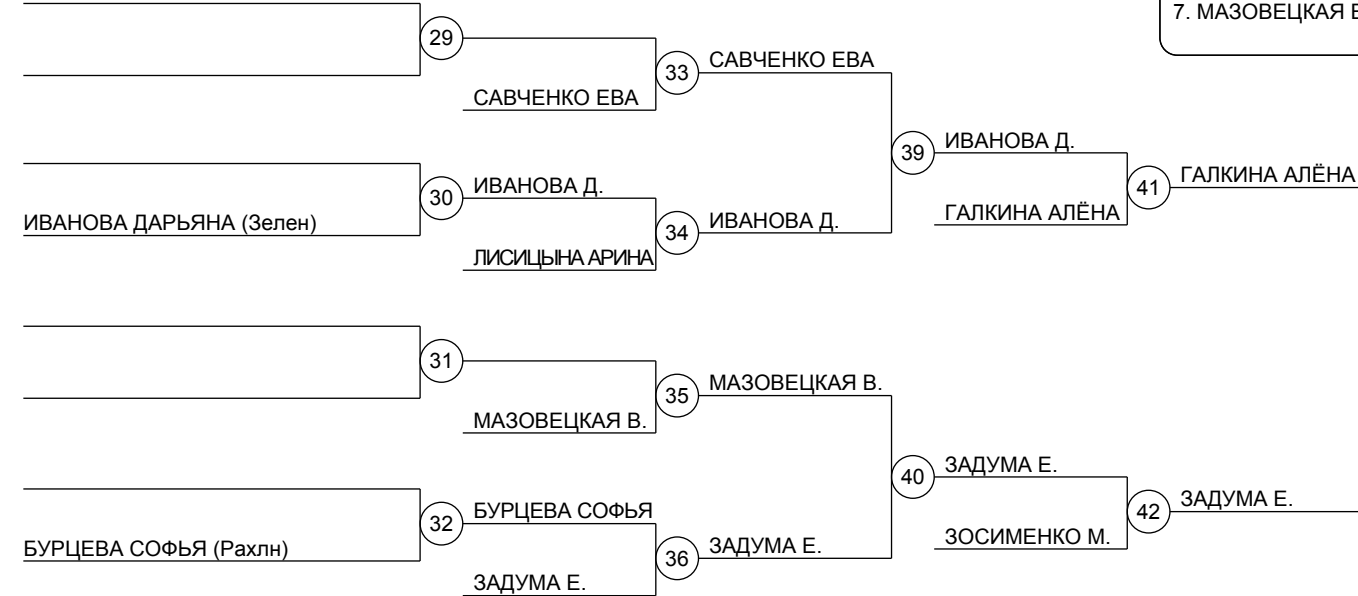 7. МАЗОВЕЦКАЯ
29
САВЧЕНКО ЕВА
33
САВЧЕНКО ЕВА
ИВАНОВА ДАРЬЯНА (Зелен)
30
ИВАНОВА Д.
ЛИСИЦЫНА АРИНА
34
ИВАНОВА Д.
39
ИВАНОВА Д.
ГАЛКИНА АЛЁНА
41
ГАЛКИНА АЛЁНА
31
МАЗОВЕЦКАЯ В.
35
МАЗОВЕЦКАЯ В.
БУРЦЕВА СОФЬЯ (Рахлн)
32
БУРЦЕВА СОФЬЯ
ЗАДУМА Е.
36
ЗАДУМА Е.
40
ЗАДУМА Е.
ЗОСИМЕНКО М.
42
ЗАДУМА Е.